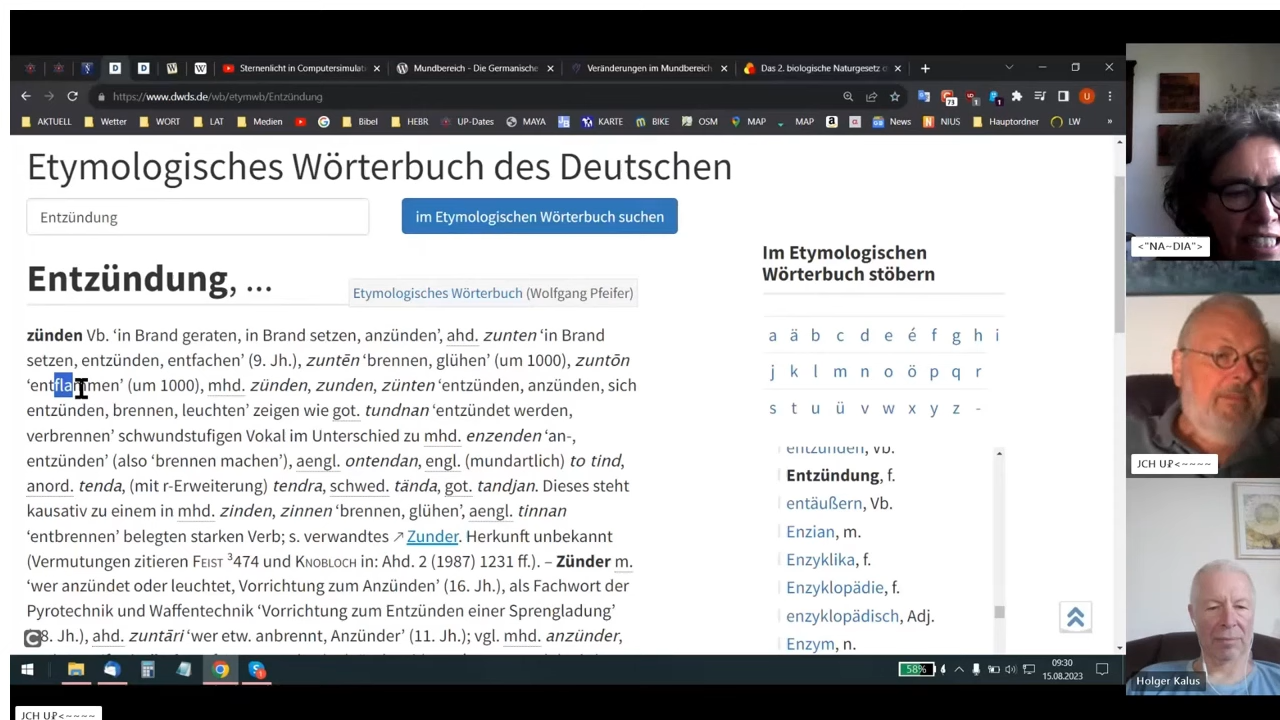 Sternenlicht in Computersimulat
Mundbereich - Die Germanische
Veränderungen im Mundbereich
Das 2. biologische Naturgesetz
https://www.dwds.de/wb/etymwb/Entzündung
73
1
1
U
AKTUELL
Wetter
WORT
LAT
Medien
Bibel
HEBR
UP-Dates
MAYA
KARTE
BIKE
OSM
MAP
MAP
News
NIUS
Hauptordner
LW
Etymologisches Wörterbuch des Deutschen
Entzündung
im Etymologischen Wörterbuch suchen
Entzündung, ...
Etymologisches Wörterbuch (Wolfgang Pfeifer)
zünden Vb. ‘in Brand geraten, in Brand setzen, anzünden’, ahd. zunten ‘in Brand
setzen, entzünden, entfachen’ (9. Jh.), zuntēn ‘brennen, glühen’ (um 1000), zuntōn
‘entflammen’ (um 1000), mhd. zünden, zunden, zünten ‘entzünden, anzünden, sich
entzünden, brennen, leuchten’ zeigen wie got. tundnan ‘entzündet werden,
verbrennen’ schwundstufigen Vokal im Unterschied zu mhd. enzenden ‘an-,
entzünden’ (also ‘brennen machen’), aengl. ontendan, engl. (mundartlich) to tind,
anord. tenda, (mit r-Erweiterung) tendra, schwed. tända, got. tandjan. Dieses steht
kausativ zu einem in mhd. zinden, zinnen ‘brennen, glühen’, aengl. tinnan
‘entbrennen’ belegten starken Verb; s. verwandtes ↗Zunder. Herkunft unbekannt
(Vermutungen zitieren Feist ³474 und Knobloch in: Ahd. 2 (1987) 1231 ff.). – Zünder m.
‘wer anzündet oder leuchtet, Vorrichtung zum Anzünden’ (16. Jh.), als Fachwort der
Pyrotechnik und Waffentechnik ‘Vorrichtung zum Entzünden einer Sprengladung’
8. Jh.), ahd. zuntāri ‘wer etw. anbrennt, Anzünder’ (11. Jh.); vgl. mhd. anzünder,
Im Etymologischen
Wörterbuch stöbern
a ä b c d e é f g h i
j k l m n o ö p q r
s t u ü v w x y z -
entzünden, Vb.
Entzündung, f.
entäußern, Vb.
Enzian, m.
Enzyklika, f.
Enzyklopädie, f.
enzyklopädisch, Adj.
Enzym, n.
58%
09:30
15.08.2023
<"NA~DIA">
JCH UP<~~~~
Holger Kalus
JCH UP<~~~~